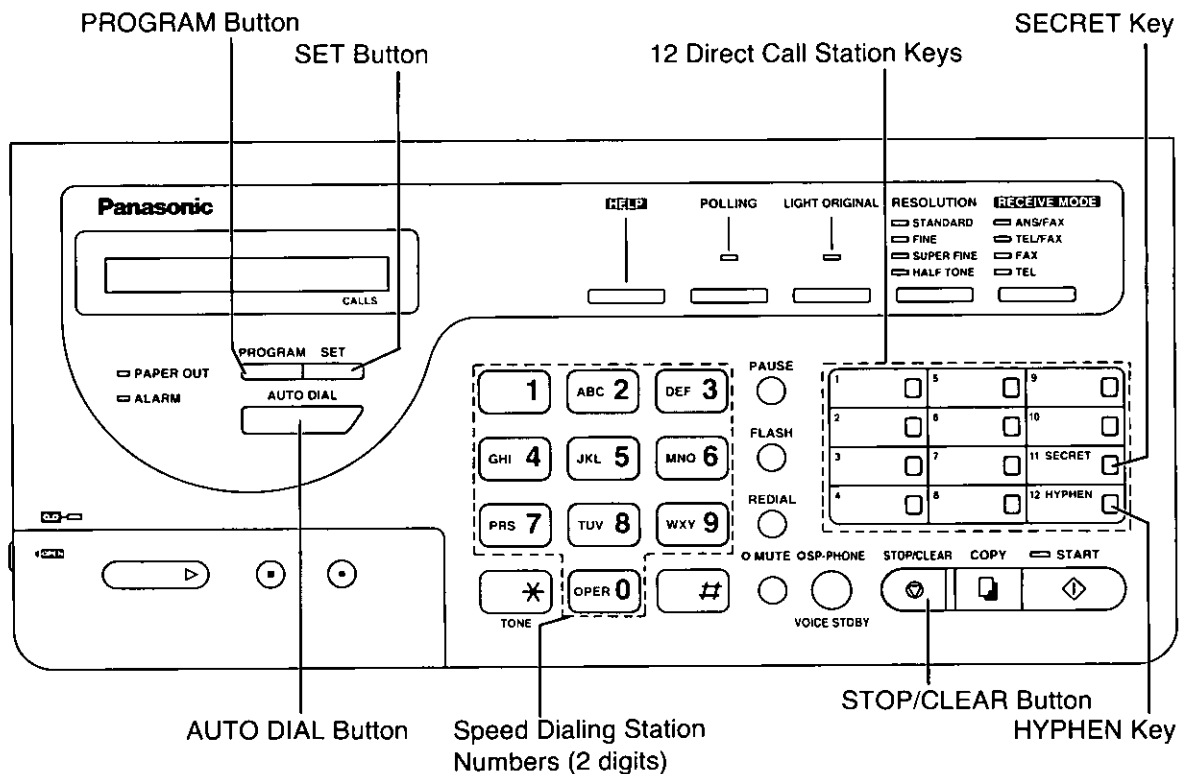 PROGRAM Button
SECRET Key
SET Button
12 Direct Call Station Keys
Panasonic
HELP
POLLING
LIGHT ORIGINAL
RESOLUTION
RECEIVE MODE
STANDARD
FINE
SUPER FINE
HALF TONE
ANS/FAX
TEL/FAX
FAX
TEL
CALLS
PROGRAM
SET
PAPER OUT
ALARM
AUTO DIAL
1
ABC 2
DEF 3
GHI 4
JKL 5
MNO 6
PRS 7
TUV 8
WXY 9
*
TONE
OPER 0
#
PAUSE
FLASH
REDIAL
MUTE
SP-PHONE
VOICE STDBY
1
5
9
2
6
10
3
7
11 SECRET
4
8
12 HYPHEN
STOP/CLEAR
COPY
START
OPEN
AUTO DIAL Button
Speed Dialing Station
Numbers (2 digits)
STOP/CLEAR Button
HYPHEN Key